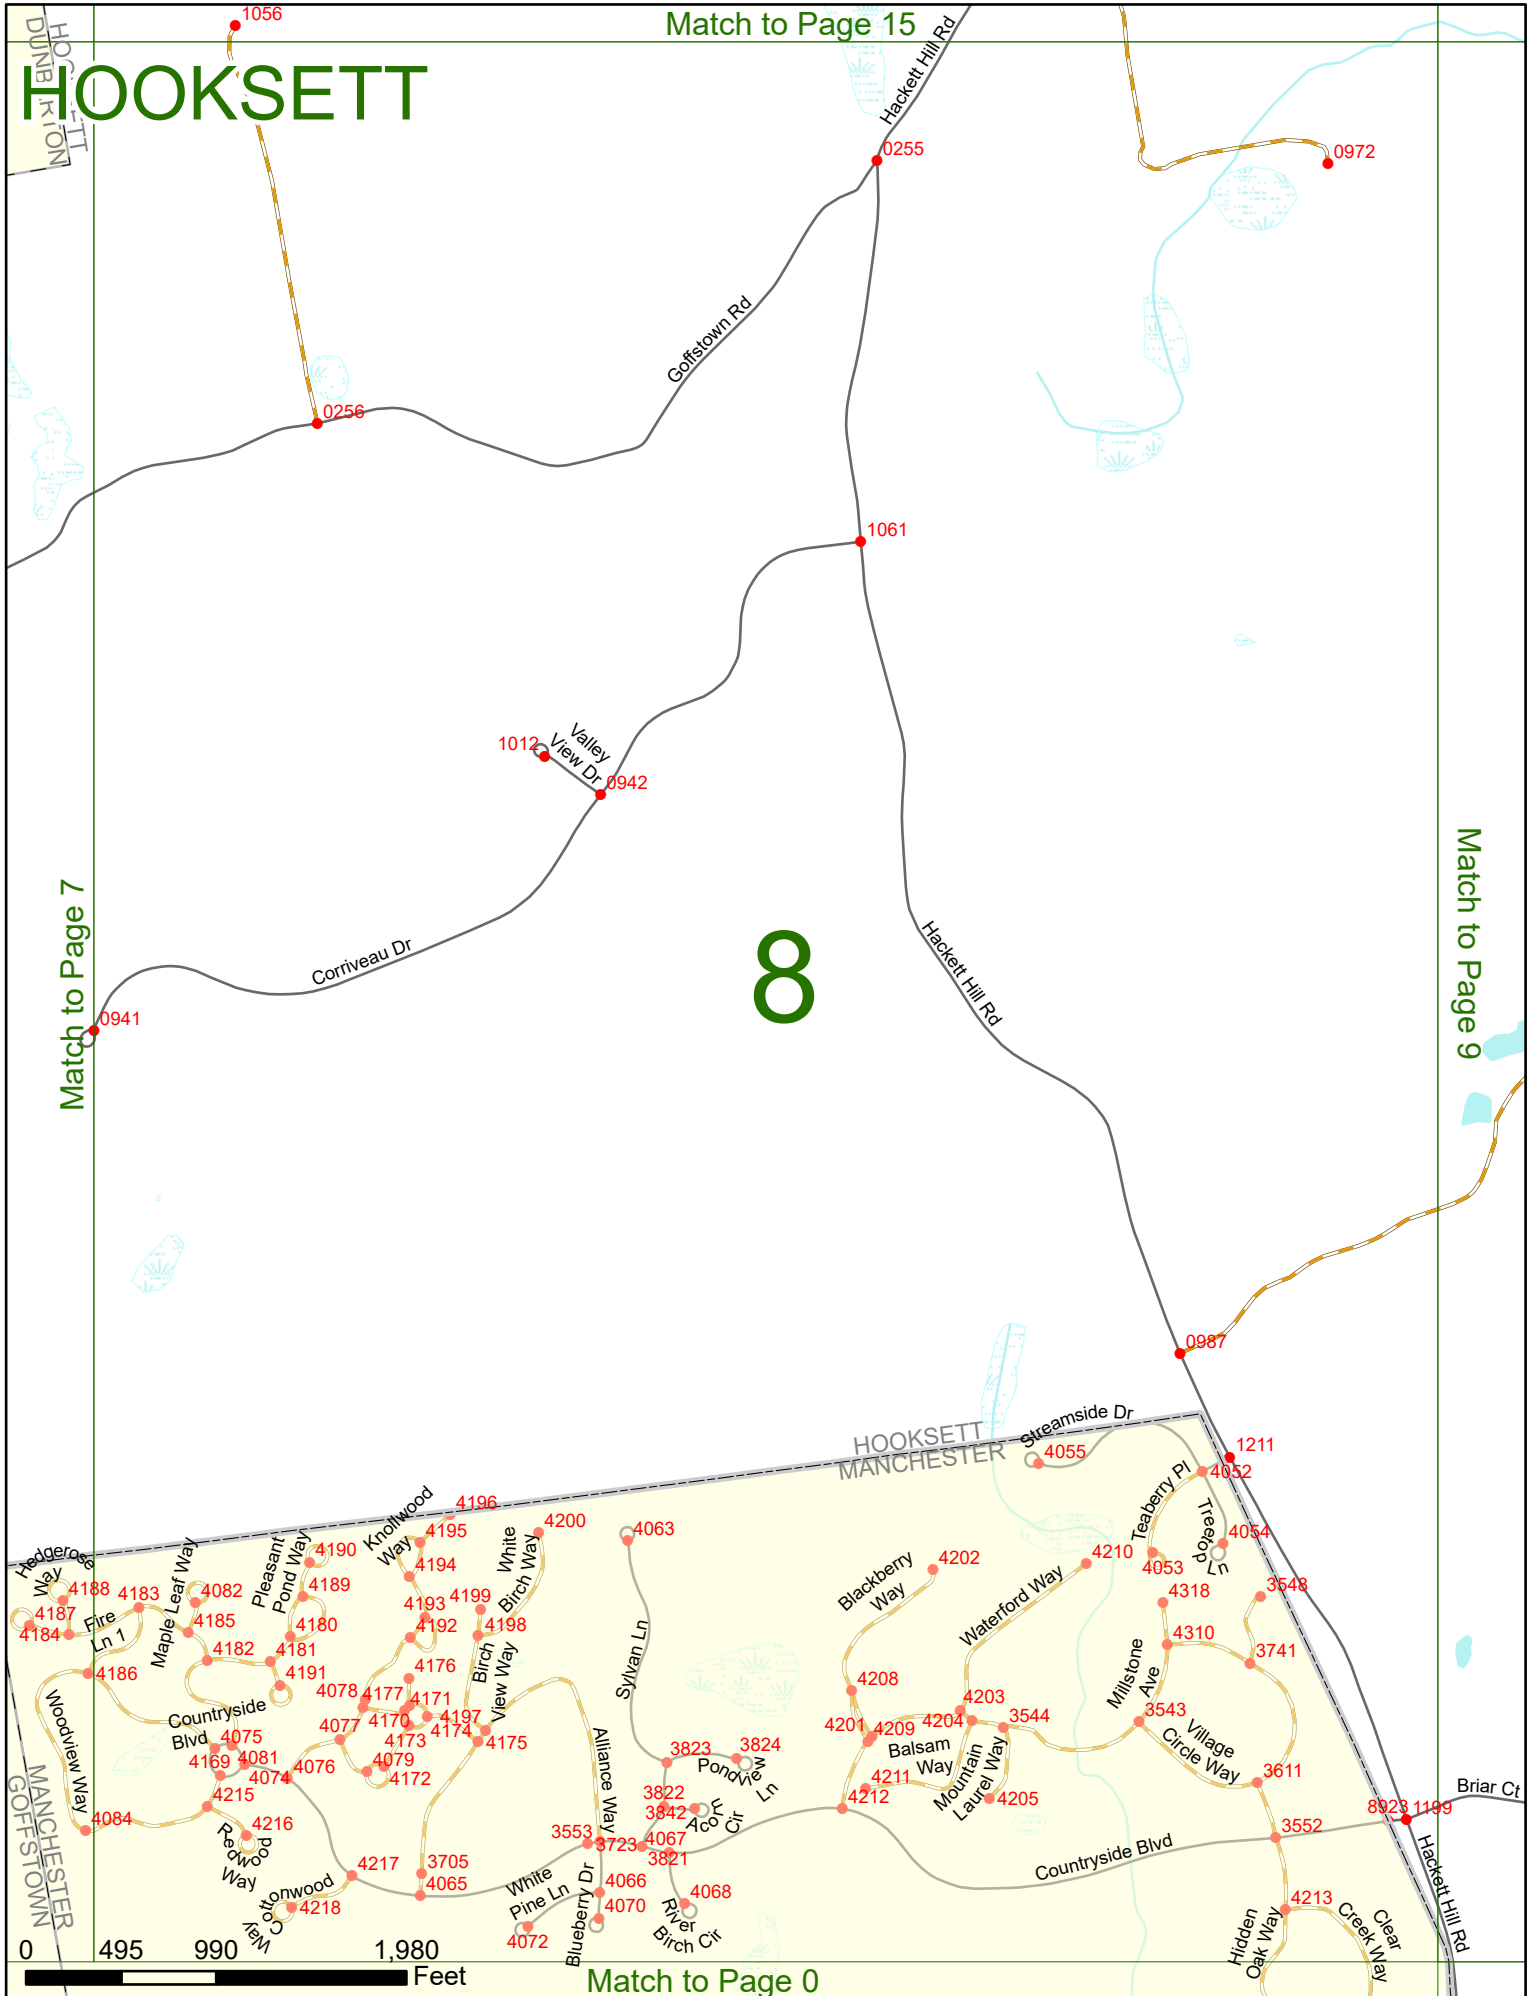 Match to Page 15
HOOKSETT
HOOKSETT
DUNBARTON
1056
Hackett Hill Rd
0255
0972
Goffstown Rd
0256
1061
Valley
View Dr
1012
0942
Match to Page 7
Match to Page 9
Corriveau Dr
8
Hackett Hill Rd
0941
0987
HOOKSETT
MANCHESTER
Streamside Dr
4055
1211
4052
Teaberry Pl
Treetop
Ln
4054
4053
4196
Knollwood
Way
4195
4194
White
Birch Way
4200
4063
Hedgerose
Way
4188
4187
4184
4183
Fire
Ln 1
Maple Leaf Way
4082
4185
Pleasant
Pond Way
4190
4189
4180
4182
4181
4191
4193
4192
4199
4198
Birch
View Way
4176
4186
Woodview Way
Countryside
Blvd
4075
4169
4081
4074
4076
4077
4078
4177
4171
4170
4173
4174
4197
4175
4079
4172
Sylvan Ln
Alliance Way
Blackberry
Way
4202
Waterford Way
4210
4318
3548
4310
3741
Millstone
Ave
3543
Village
Circle Way
4208
4201
4209
Balsam
Way
4203
4204
3544
Mountain
Laurel Way
4205
4211
4212
3823
3824
Pondview
Ln
3822
3842
Acorn
Cir
3611
3552
8923
1199
Briar Ct
4215
4216
Redwood
Way
4084
MANCHESTER
GOFFSTOWN
4217
Cottonwood
Way
4218
3705
4065
3553
3723
4067
3821
White
Pine Ln
4072
Blueberry Dr
4066
4070
4068
River
Birch Cir
Countryside Blvd
4213
Hidden
Oak Way
Clear
Creek Way
Hackett Hill Rd
0 495 990 1,980
Feet
Match to Page 0